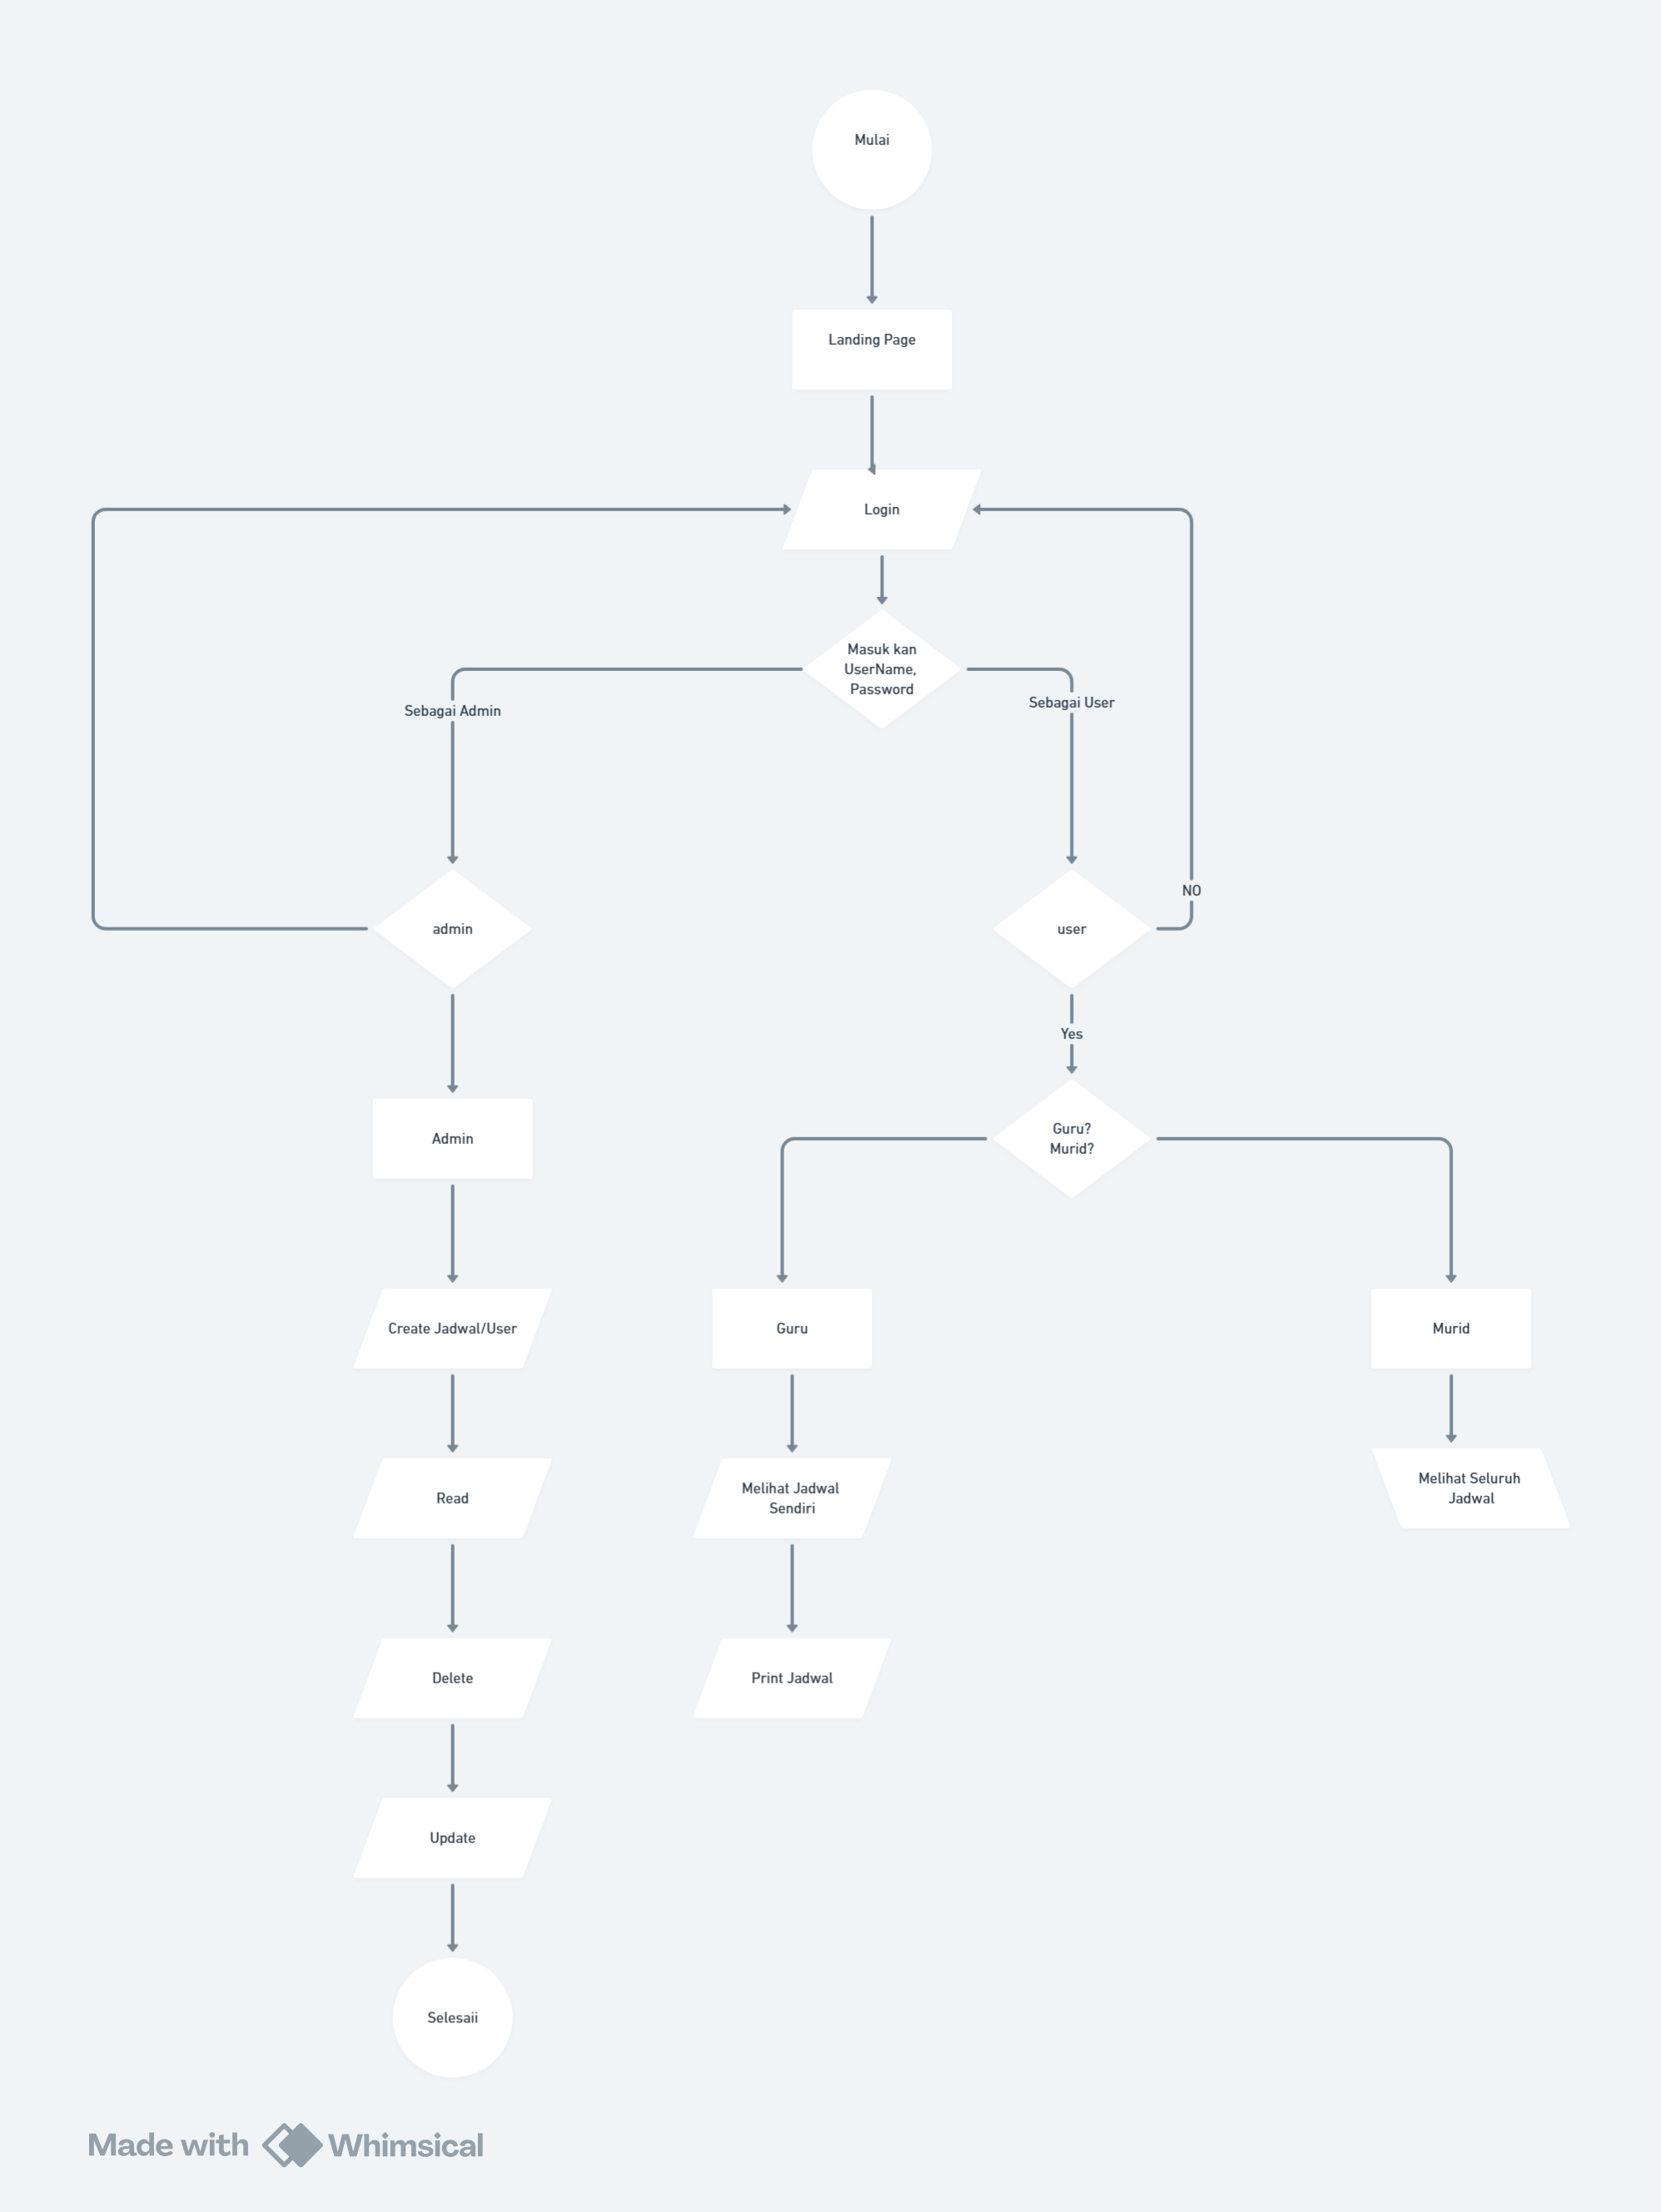 Mulai
Landing Page
Login
Masuk kan
UserName,
Password
Sebagai Admin
Sebagai User
NO
admin
user
Yes
Admin
Guru?
Murid?
Create Jadwal/User
Guru
Murid
Read
Melihat Jadwal
Sendiri
Melihat Seluruh
Jadwal
Delete
Print Jadwal
Update
Selesaii
Made with Whimsical